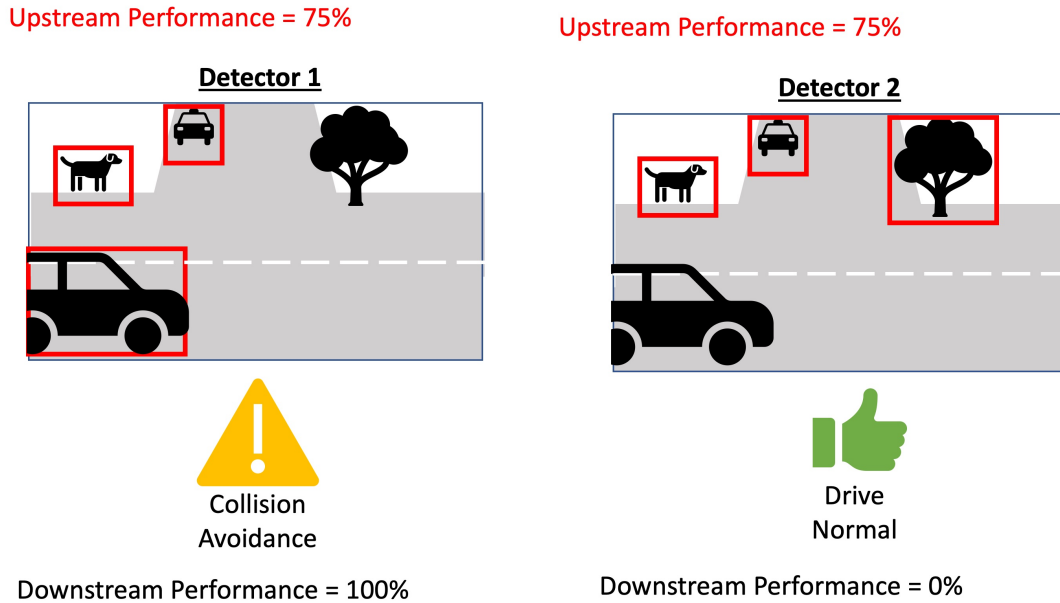 Upstream Performance = 75%
Detector 1
Collision
Avoidance
Downstream Performance = 100%
Upstream Performance = 75%
Detector 2
Drive
Normal
Downstream Performance = 0%